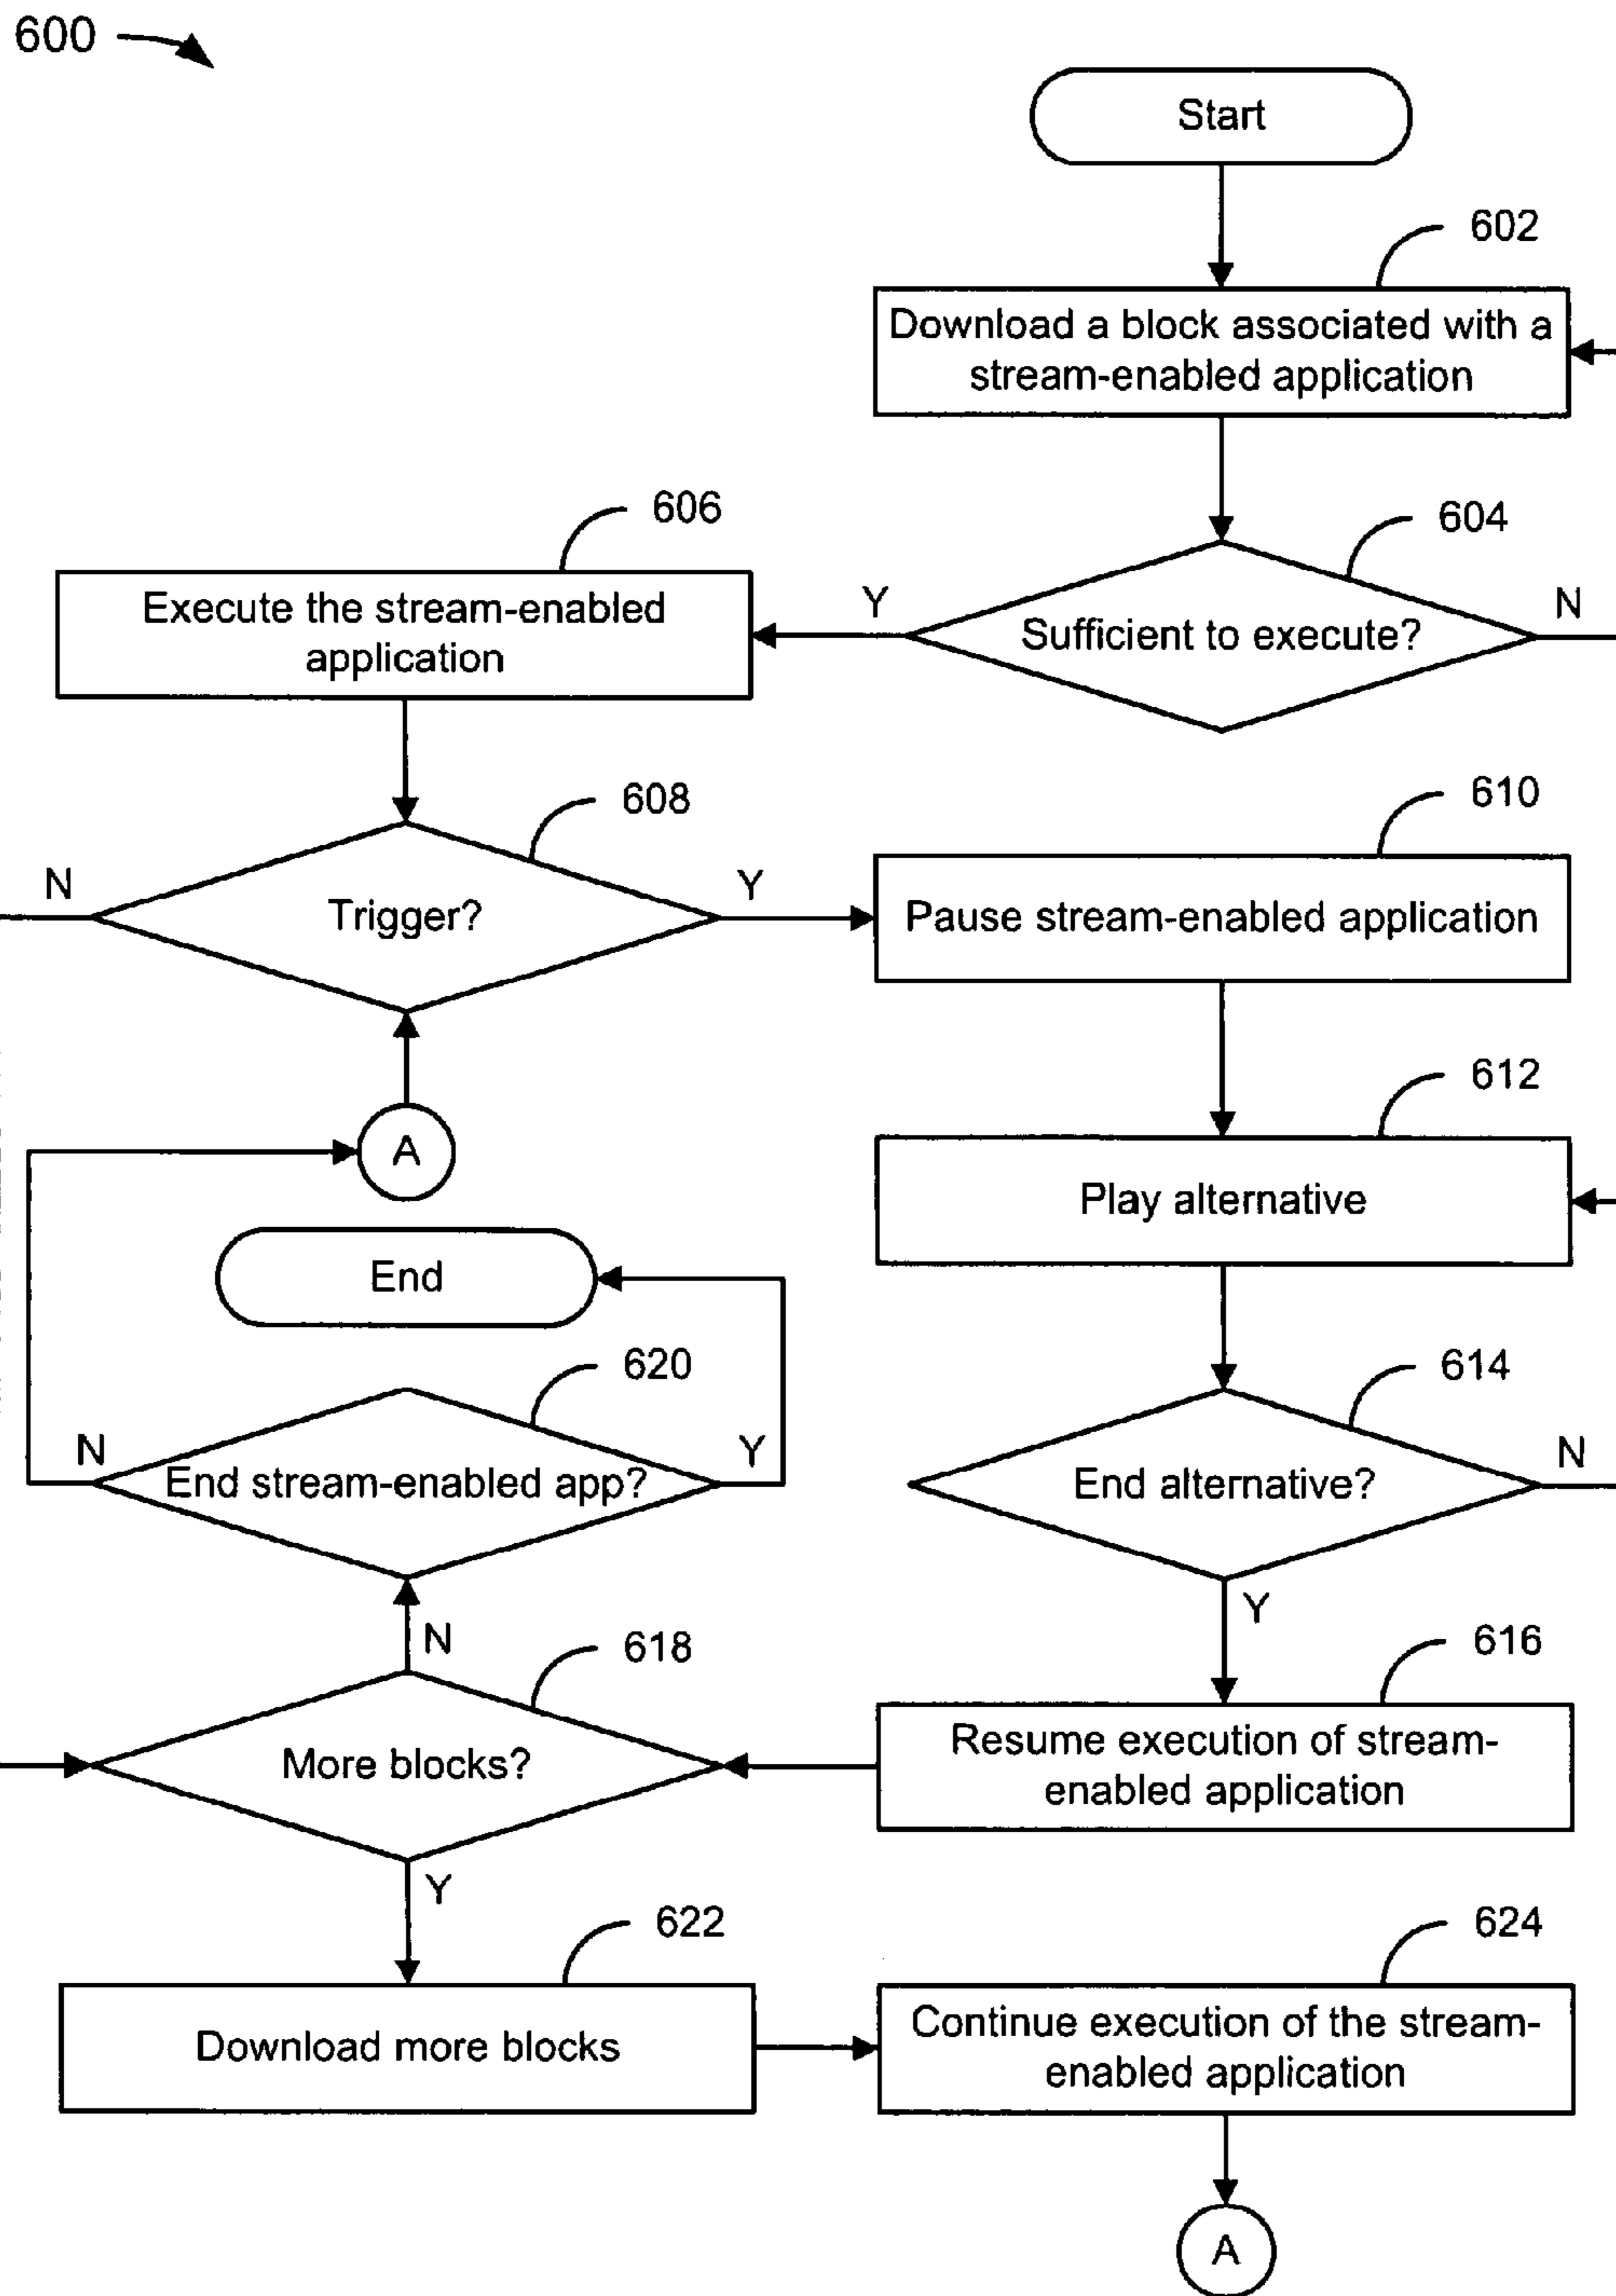 600
Start
602
Download a block associated with a
stream-enabled application
604
Sufficient to execute?
Y
N
606
Execute the stream-enabled
application
608
Trigger?
N
Y
610
Pause stream-enabled application
612
Play alternative
A
End
614
End alternative?
N
Y
620
End stream-enabled app?
N
Y
616
Resume execution of stream-
enabled application
618
More blocks?
N
Y
622
Download more blocks
624
Continue execution of the stream-
enabled application
A